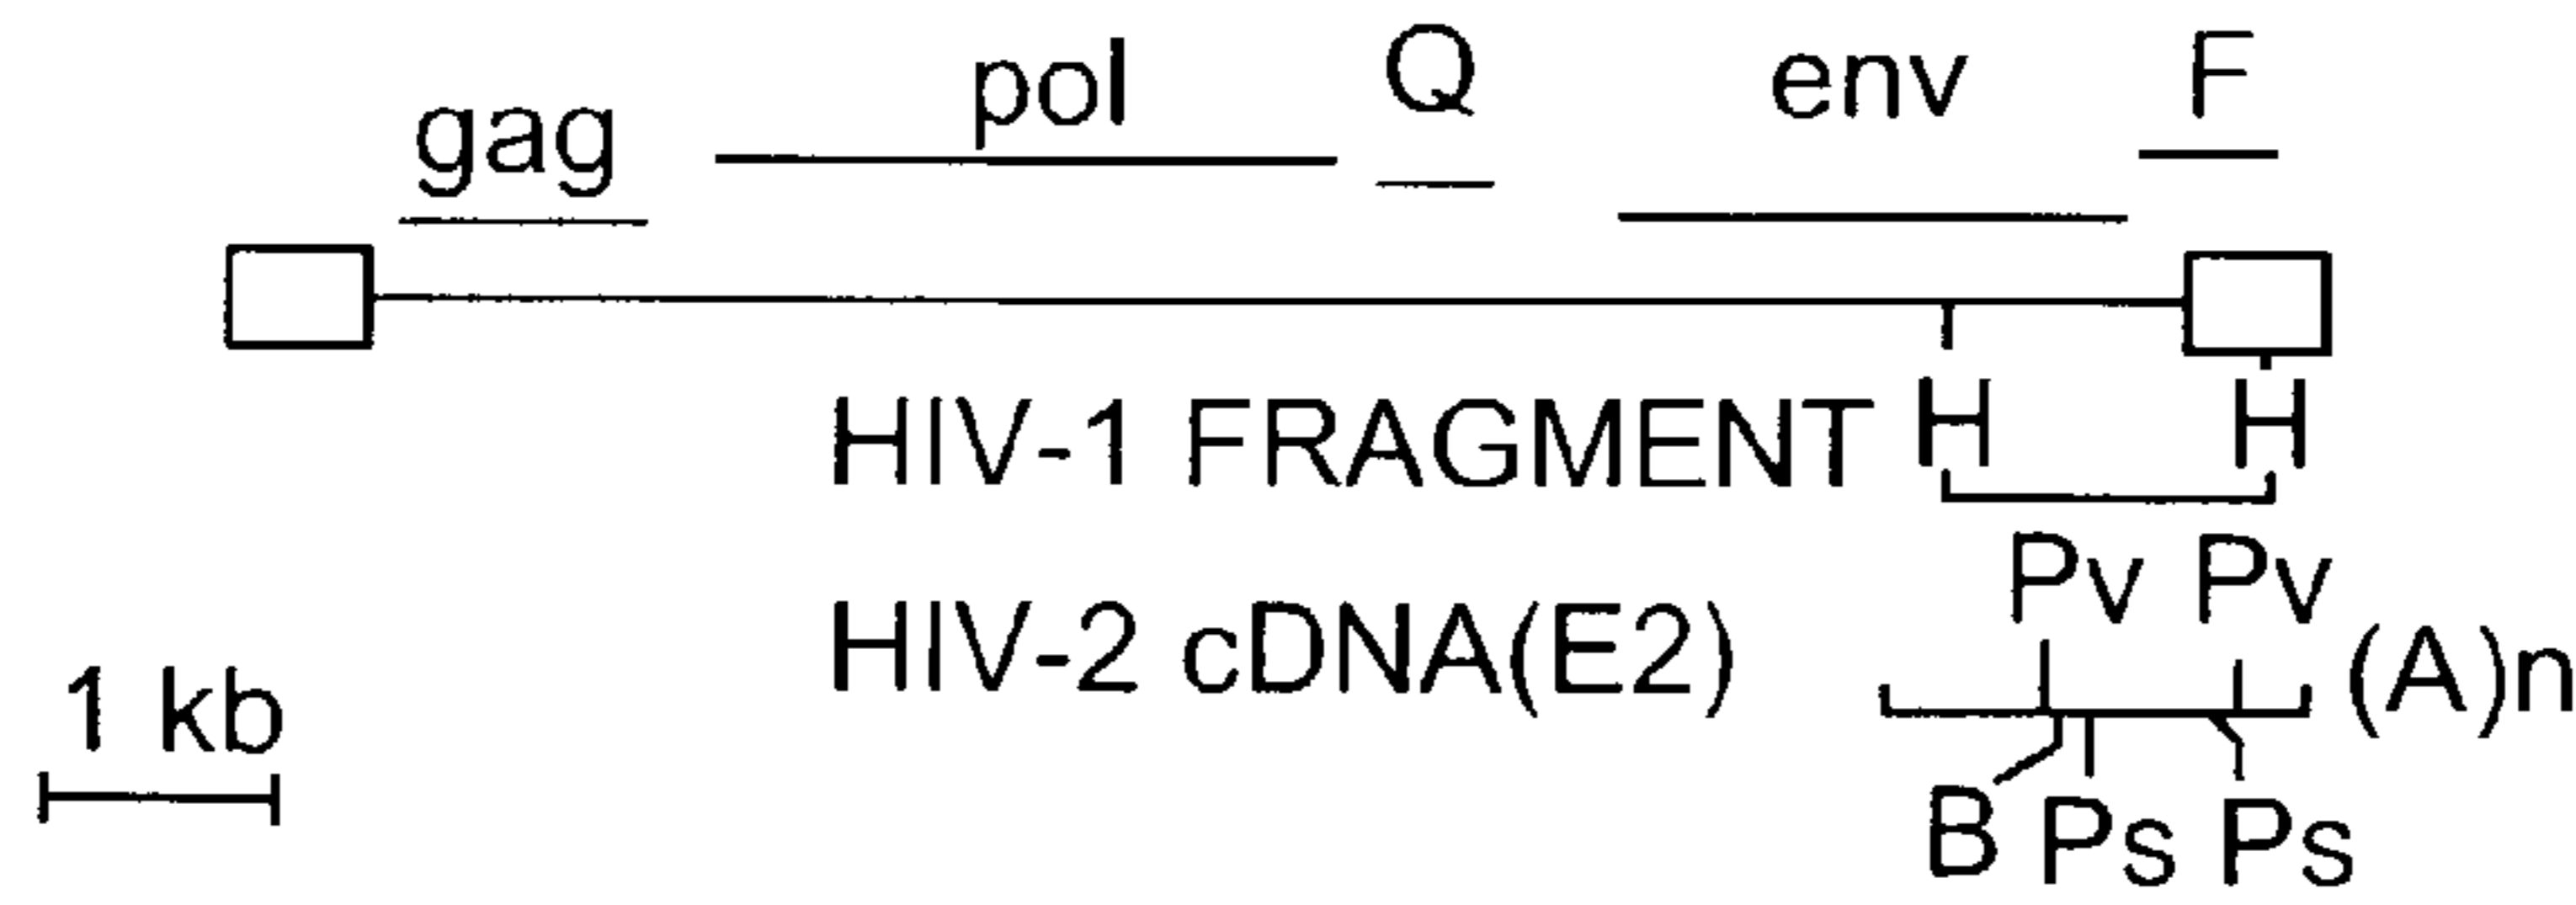 gag pol Q env F
HIV-1 FRAGMENT H H
Pv Pv
HIV-2 cDNA(E2) (A)n
1 kb
B Ps Ps